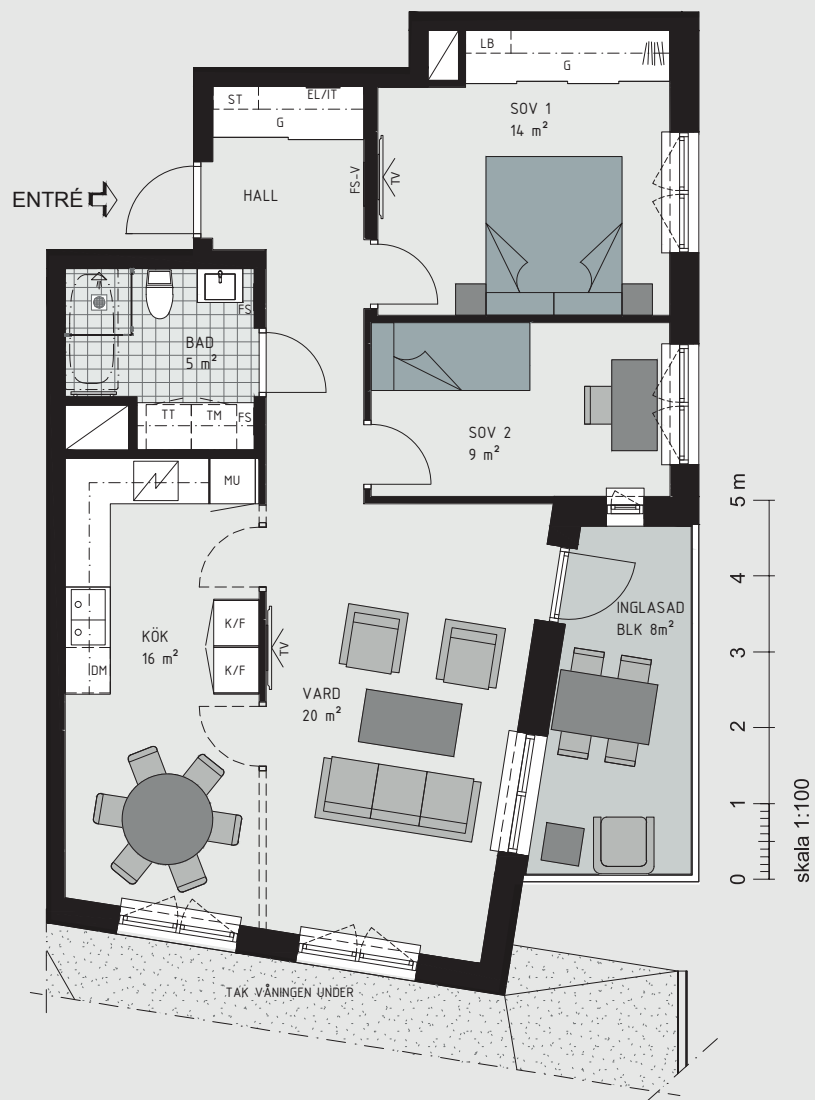 LB
G
ST
EL/IT
G
SOV 1
14 m²
FS-V
TV
HALL
ENTRÉ
FS
BAD
5 m²
TT
TM
FS
SOV 2
9 m²
MU
5 m
4
3
2
1
0
skala 1:100
INGLASAD
BLK 8m²
K/F
K/F
TV
KÖK
16 m²
DM
VARD
20 m²
TAK VÅNINGEN UNDER